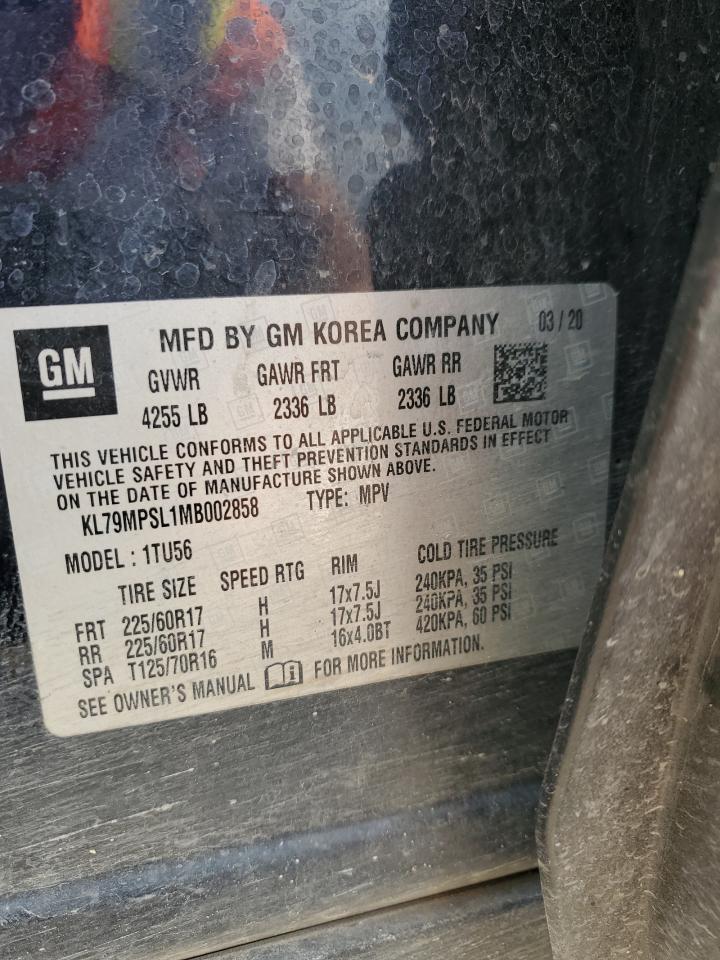 GM
MFD BY GM KOREA COMPANY 03 / 20
GVWR GAWR FRT GAWR RR
4255 LB 2336 LB 2336 LB
THIS VEHICLE CONFORMS TO ALL APPLICABLE U.S. FEDERAL MOTOR
VEHICLE SAFETY AND THEFT PREVENTION STANDARDS IN EFFECT
ON THE DATE OF MANUFACTURE SHOWN ABOVE.
KL79MPSL1MB002858 TYPE: MPV
MODEL : 1TU56
TIRE SIZE SPEED RTG RIM COLD TIRE PRESSURE
FRT 225/60R17 H 17x7.5J 240KPA, 35 PSI
RR 225/60R17 H 17x7.5J 240KPA, 35 PSI
SPA T125/70R16 M 16x4.0BT 420KPA, 60 PSI
SEE OWNER'S MANUAL FOR MORE INFORMATION.